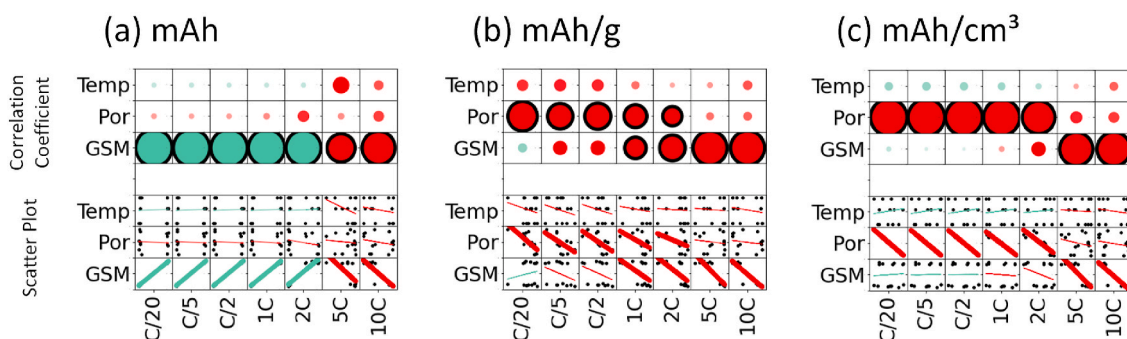 (a) mAh
(b) mAh/g
(c) mAh/cm³
Correlation
Coefficient
Temp
Por
GSM
Temp
Por
GSM
Temp
Por
GSM
Scatter Plot
Temp
Por
GSM
Temp
Por
GSM
Temp
Por
GSM
C/20
C/5
C/2
1C
2C
5C
10C
C/20
C/5
C/2
1C
2C
5C
10C
C/20
C/5
C/2
1C
2C
5C
10C